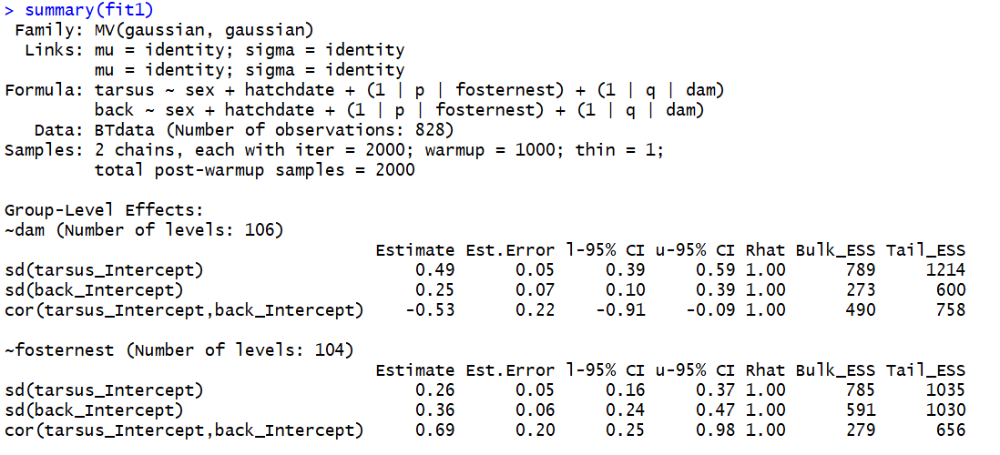 > summary(fit1)
 Family: MV(gaussian, gaussian)
  Links: mu = identity; sigma = identity
         mu = identity; sigma = identity
Formula: tarsus ~ sex + hatchdate + (1 | p | fosternest) + (1 | q | dam)
         back ~ sex + hatchdate + (1 | p | fosternest) + (1 | q | dam)
   Data: BTdata (Number of observations: 828)
Samples: 2 chains, each with iter = 2000; warmup = 1000; thin = 1;
         total post-warmup samples = 2000

Group-Level Effects:
~dam (Number of levels: 106)
                                     Estimate Est.Error l-95% CI u-95% CI Rhat Bulk_ESS Tail_ESS
sd(tarsus_Intercept)                     0.49      0.05     0.39     0.59 1.00      789     1214
sd(back_Intercept)                       0.25      0.07     0.10     0.39 1.00      273      600
cor(tarsus_Intercept,back_Intercept)    -0.53      0.22    -0.91    -0.09 1.00      490      758

~fosternest (Number of levels: 104)
                                     Estimate Est.Error l-95% CI u-95% CI Rhat Bulk_ESS Tail_ESS
sd(tarsus_Intercept)                     0.26      0.05     0.16     0.37 1.00      785     1035
sd(back_Intercept)                       0.36      0.06     0.24     0.47 1.00      591     1030
cor(tarsus_Intercept,back_Intercept)     0.69      0.20     0.25     0.98 1.00      279      656